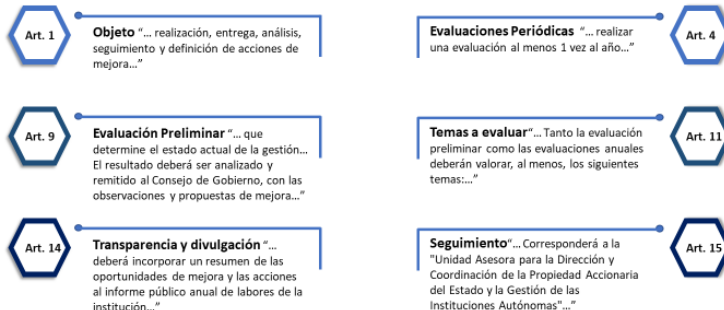 Art. 1
Objeto “... realización, entrega, análisis,
seguimiento y definición de acciones de
mejora...”
Evaluaciones Periódicas “... realizar
una evaluación al menos 1 vez al año...”
Art. 4
Art. 9
Evaluación Preliminar “... que
determine el estado actual de la gestión...
El resultado deberá ser analizado y
remitido al Consejo de Gobierno, con las
observaciones y propuestas de mejora...”
Temas a evaluar“... Tanto la evaluación
preliminar como las evaluaciones anuales
deberán valorar, al menos, los siguientes
temas:...”
Art. 11
Art. 14
Transparencia y divulgación “...
deberá incorporar un resumen de las
oportunidades de mejora y las acciones
al informe público anual de labores de la
institución...”
Seguimiento“... Corresponderá a la
"Unidad Asesora para la Dirección y
Coordinación de la Propiedad Accionaria
del Estado y la Gestión de las
Instituciones Autónomas"...”
Art. 15